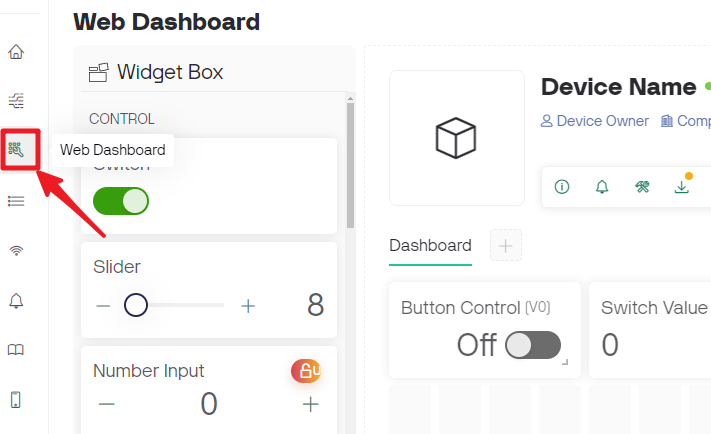 Web Dashboard
Widget Box
CONTROL
Web Dashboard
Switch
Slider
8
Number Input
0
Device Name
Device Owner
Dashboard
Button Control (V0)
Off
Switch Value
0